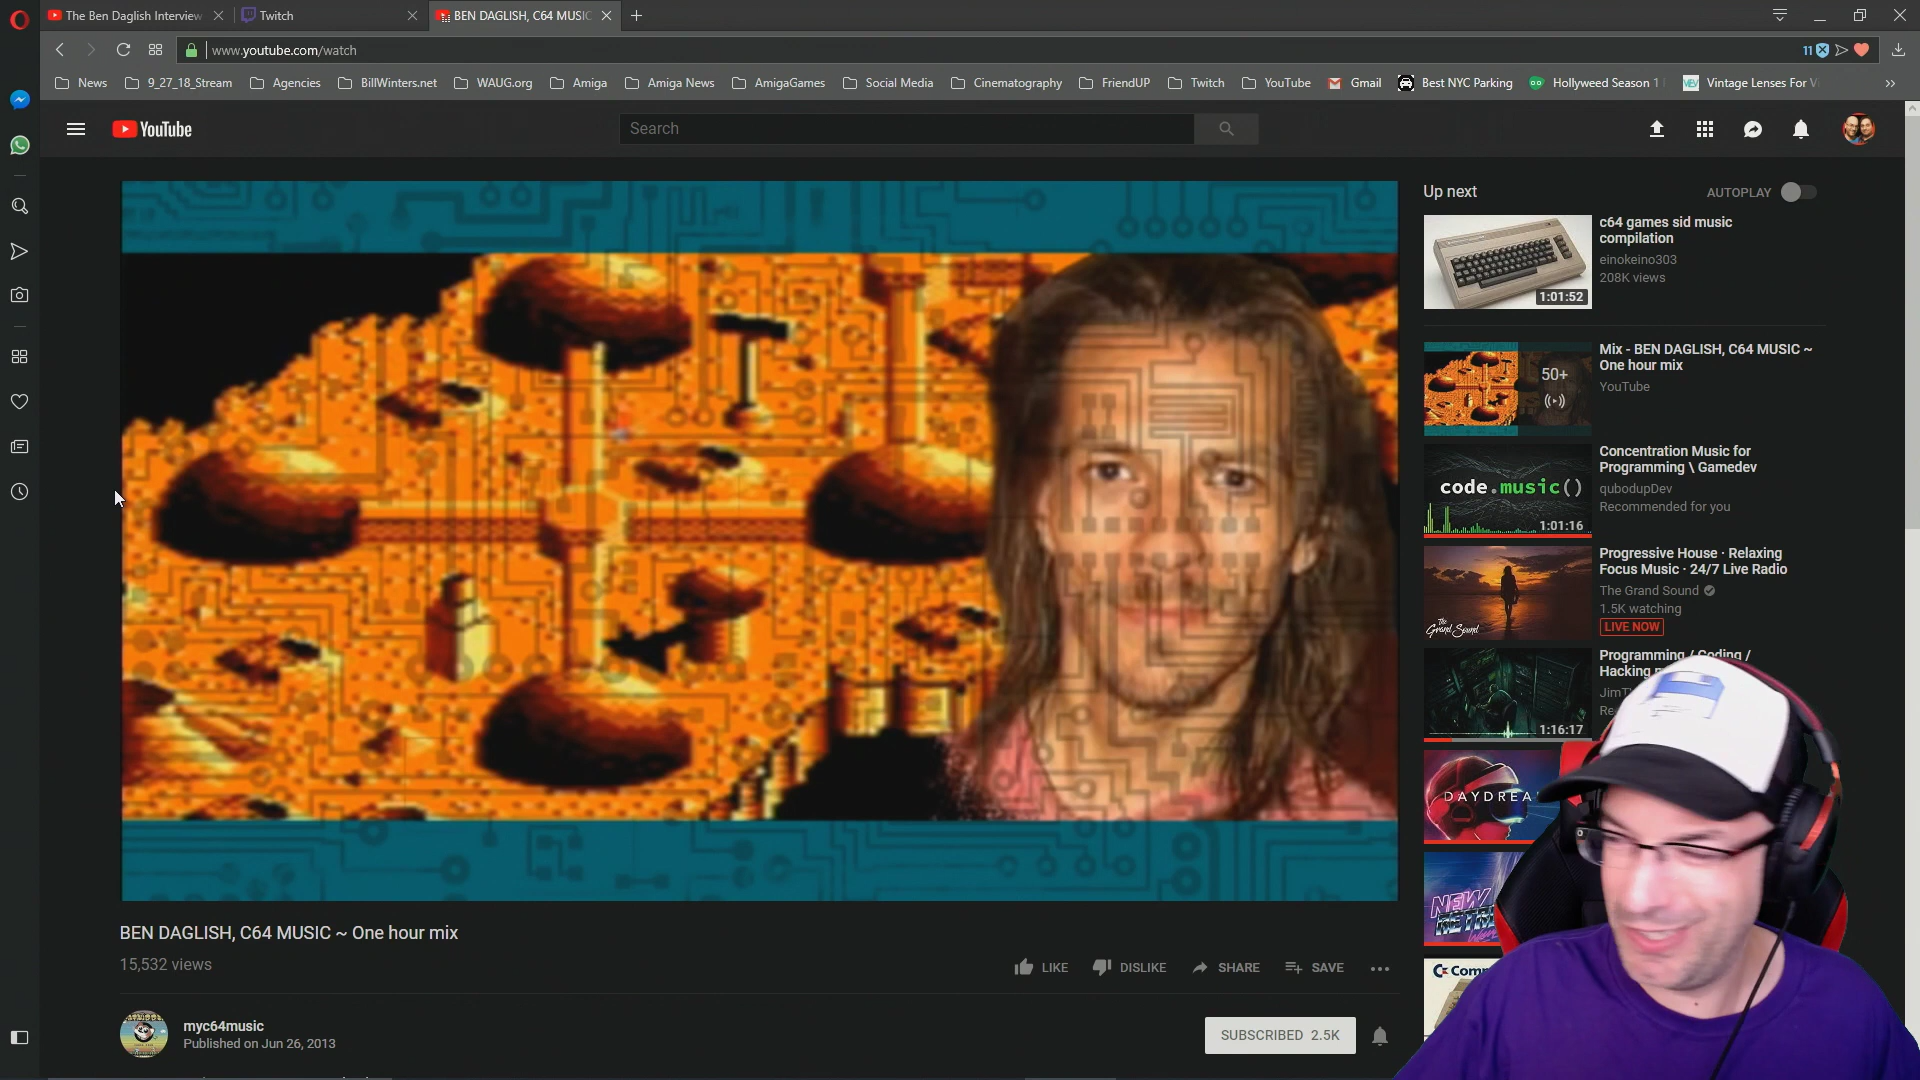 The Ben Daglish Interview
Twitch
BEN DAGLISH, C64 MUSIC
www.youtube.com/watch
11
News
9_27_18_Stream
Agencies
BillWinters.net
WAUG.org
Amiga
Amiga News
AmigaGames
Social Media
Cinematography
FriendUP
Twitch
YouTube
Gmail
Best NYC Parking
Hollyweed Season 1
Vintage Lenses For V
YouTube
Search
Up next
AUTOPLAY
c64 games sid music
compilation
einokeino303
208K views
1:01:52
Mix - BEN DAGLISH, C64 MUSIC ~
One hour mix
YouTube
50+
Concentration Music for
Programming \ Gamedev
qubodupDev
Recommended for you
code.music()
1:01:16
Progressive House · Relaxing
Focus Music · 24/7 Live Radio
The Grand Sound
1.5K watching
LIVE NOW
The Grand Sound
Programming / Coding /
Hacking
1:16:17
DAYDREA
NEW
RETR
BEN DAGLISH, C64 MUSIC ~ One hour mix
15,532 views
LIKE
DISLIKE
SHARE
SAVE
myc64music
Published on Jun 26, 2013
SUBSCRIBED 2.5K